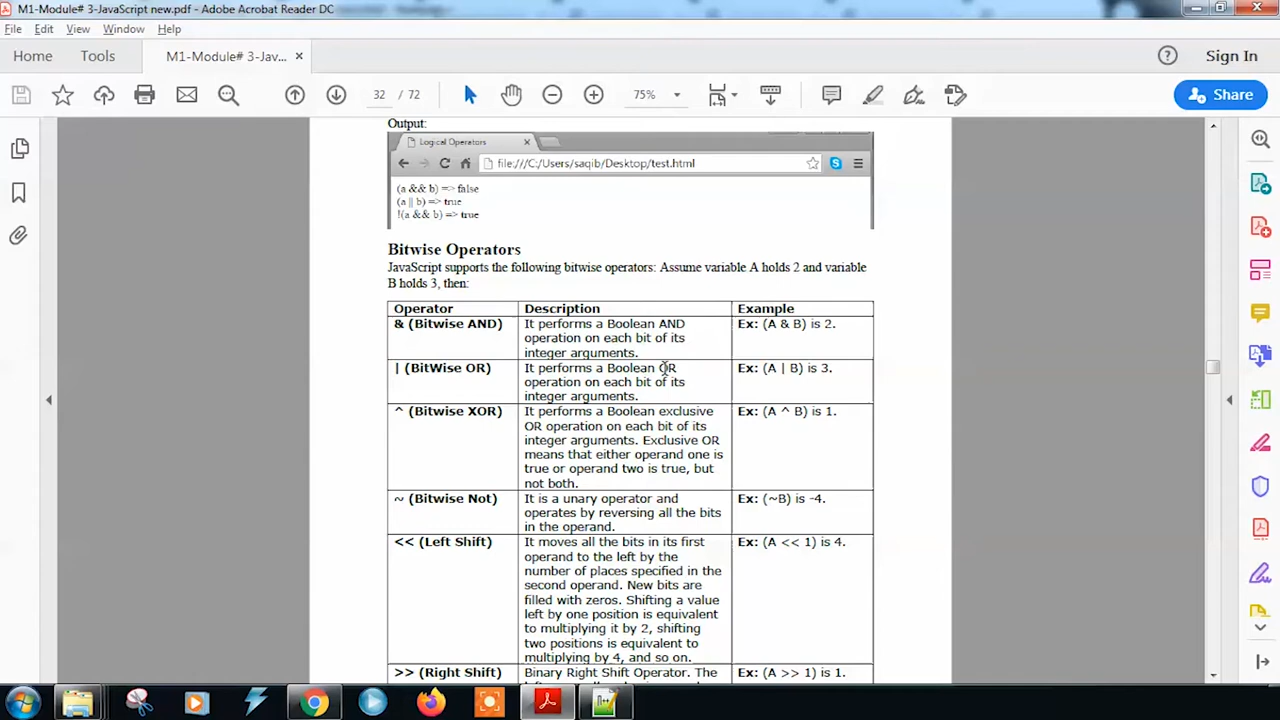 M1-Module# 3-JavaScript new.pdf - Adobe Acrobat Reader DC
File Edit View Window Help
Home Tools M1-Module# 3-Jav... × Sign In
32 / 72 75% Share
Output:
Logical Operators ×
file:///C:/Users/saqib/Desktop/test.html
(a && b) => false
(a || b) => true
!(a && b) => true
Bitwise Operators
JavaScript supports the following bitwise operators: Assume variable A holds 2 and variable
B holds 3, then:
Operator Description Example
& (Bitwise AND) It performs a Boolean AND Ex: (A & B) is 2.
operation on each bit of its
integer arguments.
| (BitWise OR) It performs a Boolean OR Ex: (A | B) is 3.
operation on each bit of its
integer arguments.
^ (Bitwise XOR) It performs a Boolean exclusive Ex: (A ^ B) is 1.
OR operation on each bit of its
integer arguments. Exclusive OR
means that either operand one is
true or operand two is true, but
not both.
~ (Bitwise Not) It is a unary operator and Ex: (~B) is -4.
operates by reversing all the bits
in the operand.
<< (Left Shift) It moves all the bits in its first Ex: (A << 1) is 4.
operand to the left by the
number of places specified in the
second operand. New bits are
filled with zeros. Shifting a value
left by one position is equivalent
to multiplying it by 2, shifting
two positions is equivalent to
multiplying by 4, and so on.
>> (Right Shift) Binary Right Shift Operator. The Ex: (A >> 1) is 1.